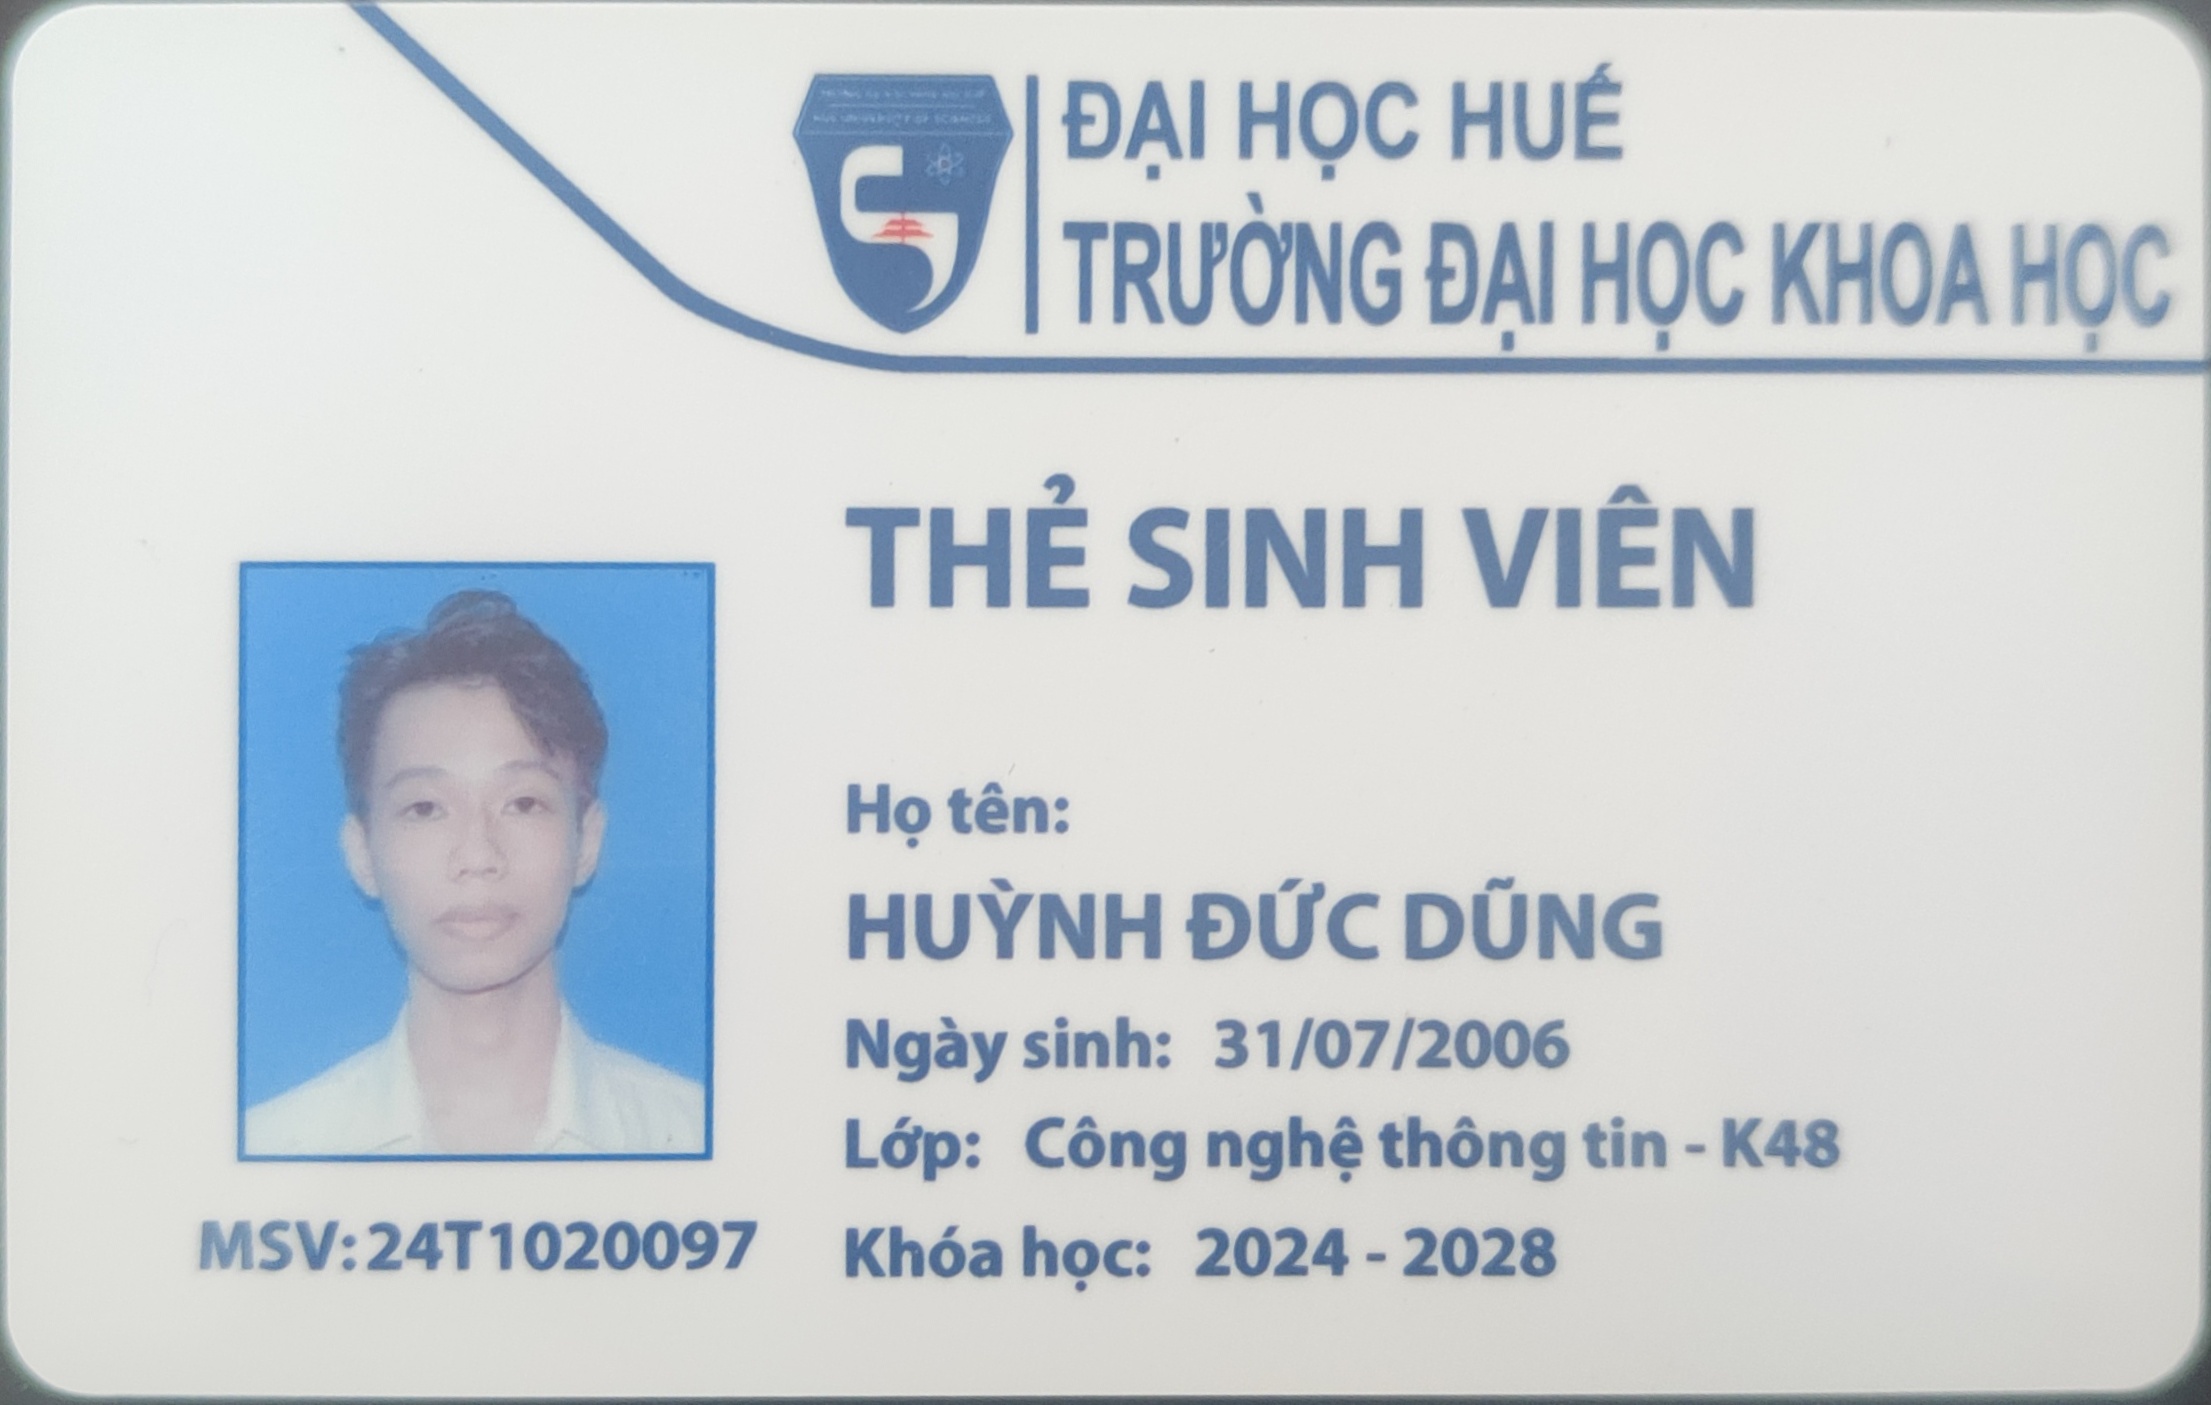 ĐẠI HỌC HUẾ
TRƯỜNG ĐẠI HỌC KHOA HỌC
THẺ SINH VIÊN
Họ tên:
HUỲNH ĐỨC DŨNG
Ngày sinh: 31/07/2006
Lớp: Công nghệ thông tin - K48
Khóa học: 2024 - 2028
MSV:24T1020097